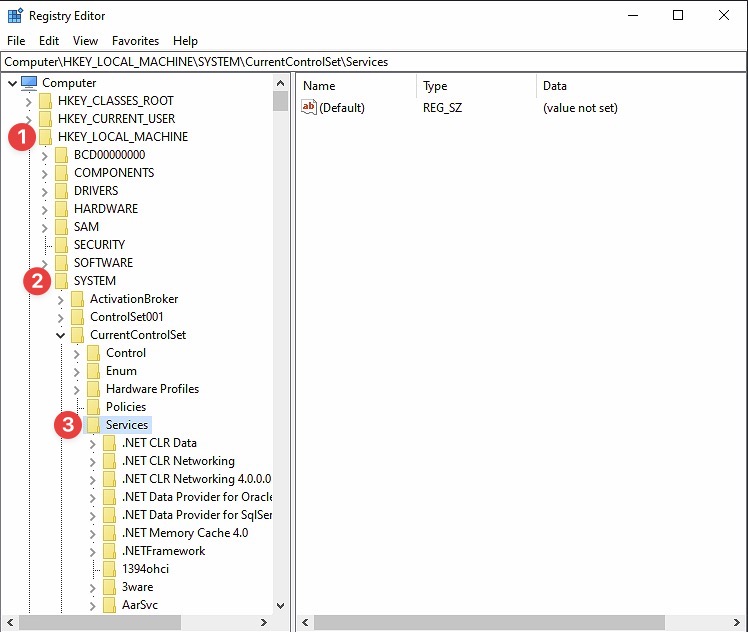 Registry Editor
File Edit View Favorites Help
Computer\HKEY_LOCAL_MACHINE\SYSTEM\CurrentControlSet\Services
Computer
HKEY_CLASSES_ROOT
HKEY_CURRENT_USER
1 HKEY_LOCAL_MACHINE
BCD00000000
COMPONENTS
DRIVERS
HARDWARE
SAM
SECURITY
SOFTWARE
2 SYSTEM
ActivationBroker
ControlSet001
CurrentControlSet
Control
Enum
Hardware Profiles
Policies
3 Services
.NET CLR Data
.NET CLR Networking
.NET CLR Networking 4.0.0.0
.NET Data Provider for Oracle
.NET Data Provider for SqlSer
.NET Memory Cache 4.0
.NETFramework
1394ohci
3ware
AarSvc
Name Type Data
ab (Default) REG_SZ (value not set)